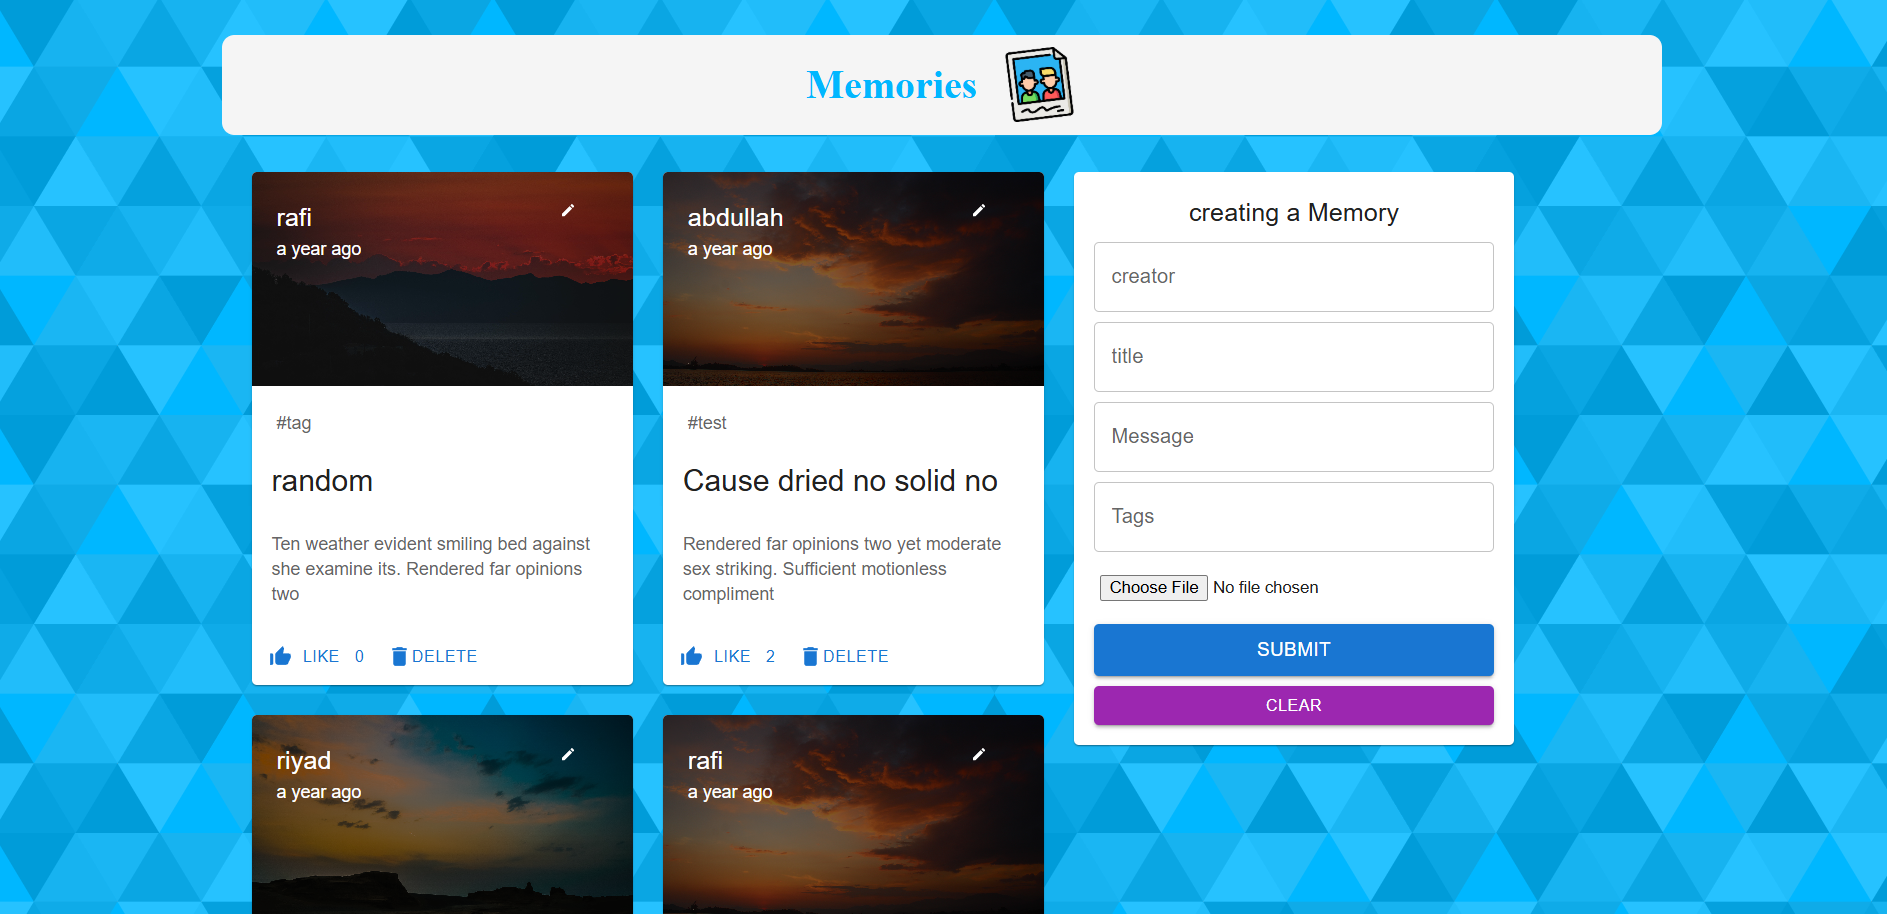 Memories
rafi
a year ago
#tag
random
Ten weather evident smiling bed against
she examine its. Rendered far opinions
two
LIKE 0 DELETE
abdullah
a year ago
#test
Cause dried no solid no
Rendered far opinions two yet moderate
sex striking. Sufficient motionless
compliment
LIKE 2 DELETE
riyad
a year ago
rafi
a year ago
creating a Memory
creator
title
Message
Tags
Choose File No file chosen
SUBMIT
CLEAR